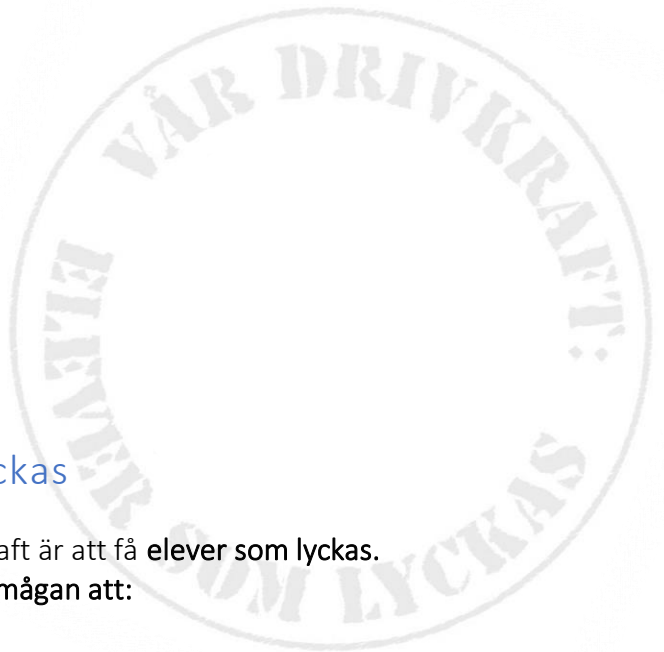 VÅR DRIVKRAFT:
ELEVER SOM LYCKAS
ckas
aft är att få elever som lyckas.
mågan att: